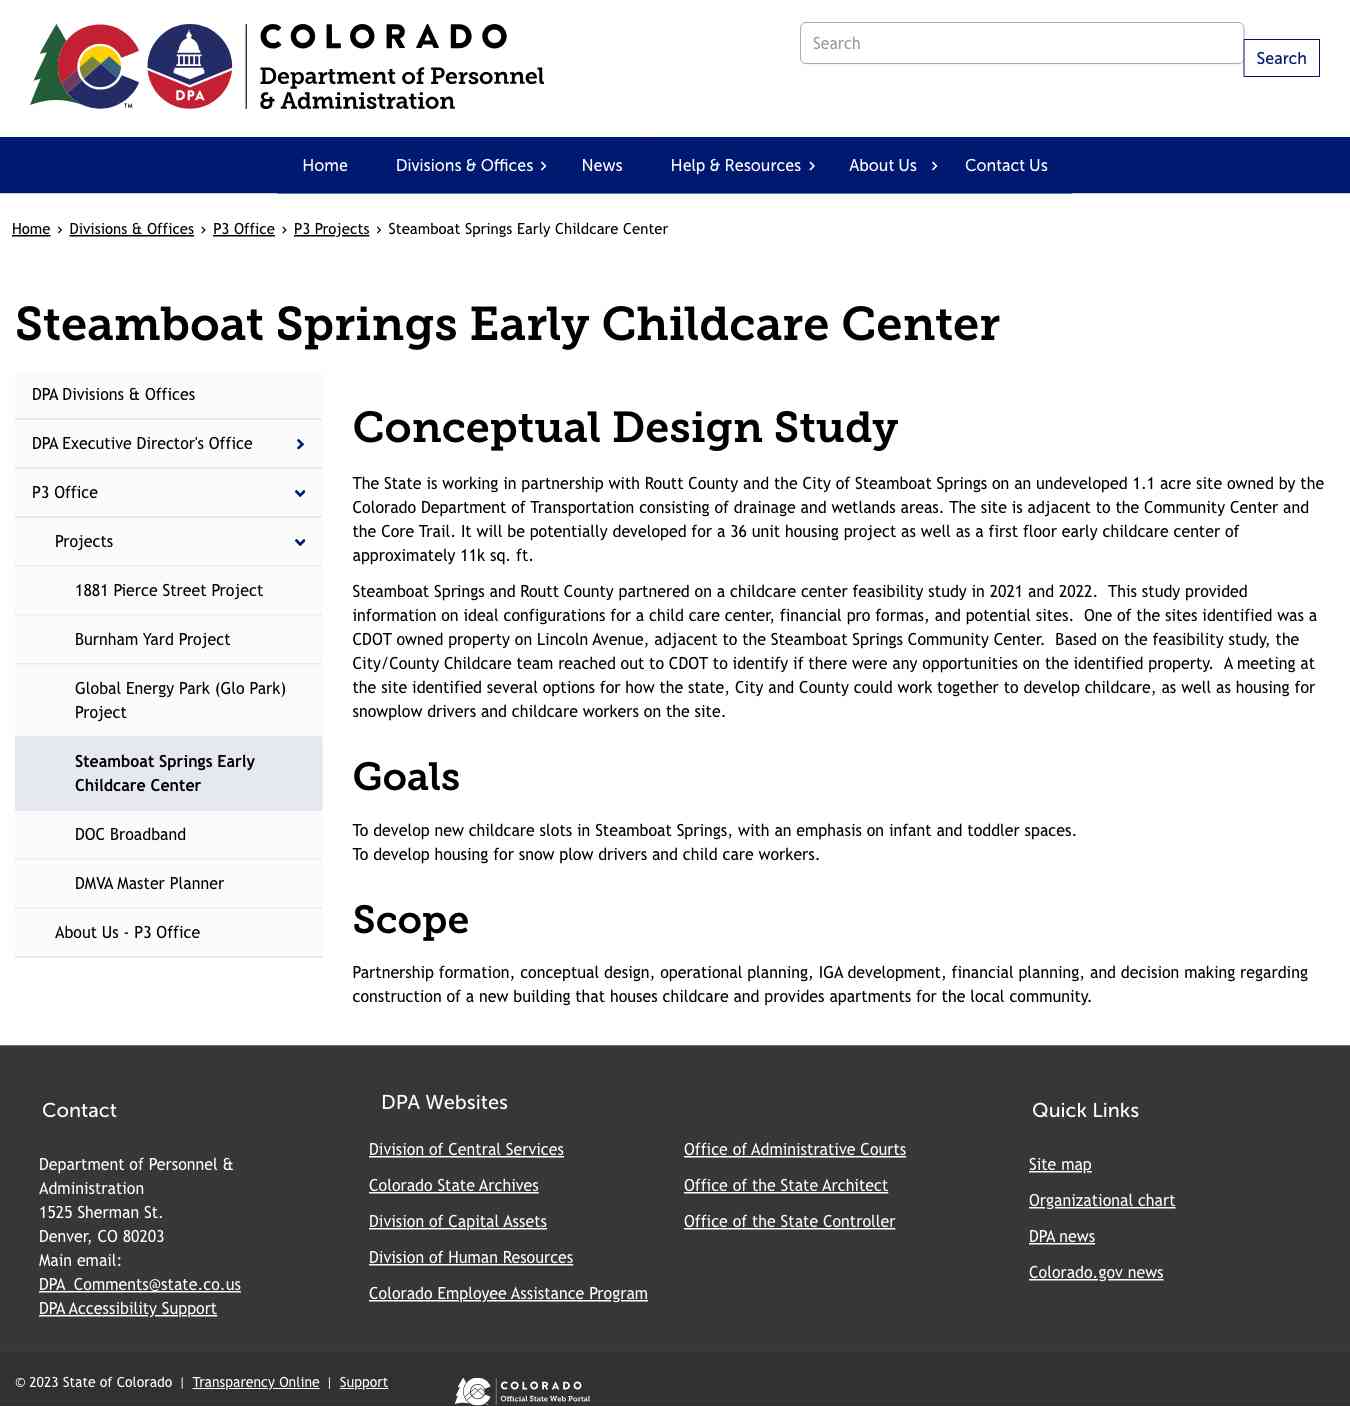 COLORADO
Department of Personnel
& Administration
DPA
TM
Search
Search
Home Divisions & Offices News Help & Resources About Us Contact Us
Home › Divisions & Offices › P3 Office › P3 Projects › Steamboat Springs Early Childcare Center
Steamboat Springs Early Childcare Center
DPA Divisions & Offices
DPA Executive Director's Office
P3 Office
Projects
1881 Pierce Street Project
Burnham Yard Project
Global Energy Park (Glo Park)
Project
Steamboat Springs Early
Childcare Center
DOC Broadband
DMVA Master Planner
About Us - P3 Office
Conceptual Design Study
The State is working in partnership with Routt County and the City of Steamboat Springs on an undeveloped 1.1 acre site owned by the
Colorado Department of Transportation consisting of drainage and wetlands areas. The site is adjacent to the Community Center and
the Core Trail. It will be potentially developed for a 36 unit housing project as well as a first floor early childcare center of
approximately 11k sq. ft.
Steamboat Springs and Routt County partnered on a childcare center feasibility study in 2021 and 2022.  This study provided
information on ideal configurations for a child care center, financial pro formas, and potential sites.  One of the sites identified was a
CDOT owned property on Lincoln Avenue, adjacent to the Steamboat Springs Community Center.  Based on the feasibility study, the
City/County Childcare team reached out to CDOT to identify if there were any opportunities on the identified property.  A meeting at
the site identified several options for how the state, City and County could work together to develop childcare, as well as housing for
snowplow drivers and childcare workers on the site.
Goals
To develop new childcare slots in Steamboat Springs, with an emphasis on infant and toddler spaces.
To develop housing for snow plow drivers and child care workers.
Scope
Partnership formation, conceptual design, operational planning, IGA development, financial planning, and decision making regarding
construction of a new building that houses childcare and provides apartments for the local community.
Contact
Department of Personnel &
Administration
1525 Sherman St.
Denver, CO 80203
Main email:
DPA_Comments@state.co.us
DPA Accessibility Support
DPA Websites
Division of Central Services
Colorado State Archives
Division of Capital Assets
Division of Human Resources
Colorado Employee Assistance Program
Office of Administrative Courts
Office of the State Architect
Office of the State Controller
Quick Links
Site map
Organizational chart
DPA news
Colorado.gov news
© 2023 State of Colorado | Transparency Online | Support
COLORADO
Official State Web Portal